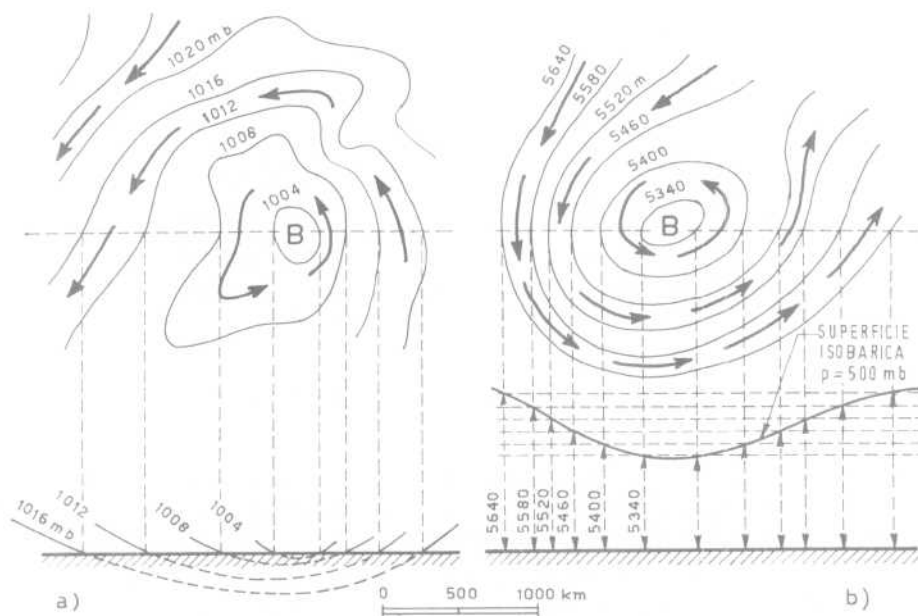 1020 mb
1016
1012
1008
1004
B
1012
1016 mb
1008
1004
a)
5640
5580
5520 m
5460
5400
5340
B
SUPERFICIE
ISOBARICA
p = 500 mb
5640
5580
5520
5460
5400
5340
0 500 1000 km
b)